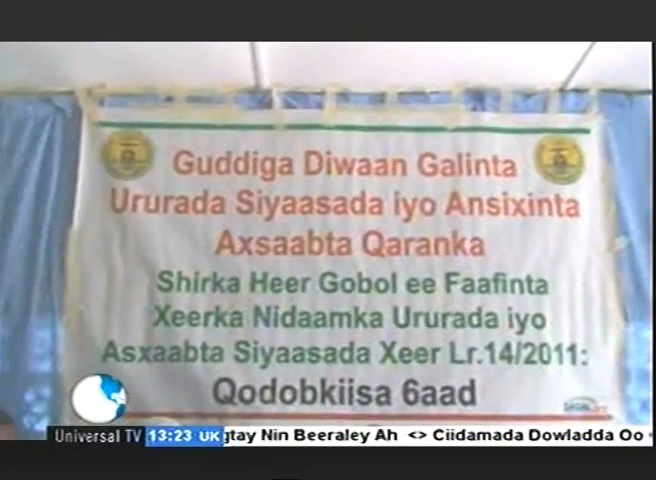 Guddiga Diwaan Galinta
Ururada Siyaasada iyo Ansixinta
Axsaabta Qaranka
Shirka Heer Gobol ee Faafinta
Xeerka Nidaamka Ururada iyo
Asxaabta Siyaasada Xeer Lr.14/2011:
Qodobkiisa 6aad
Universal TV 13:23 UK gtay Nin Beeraley Ah <> Ciidamada Dowladda Oo